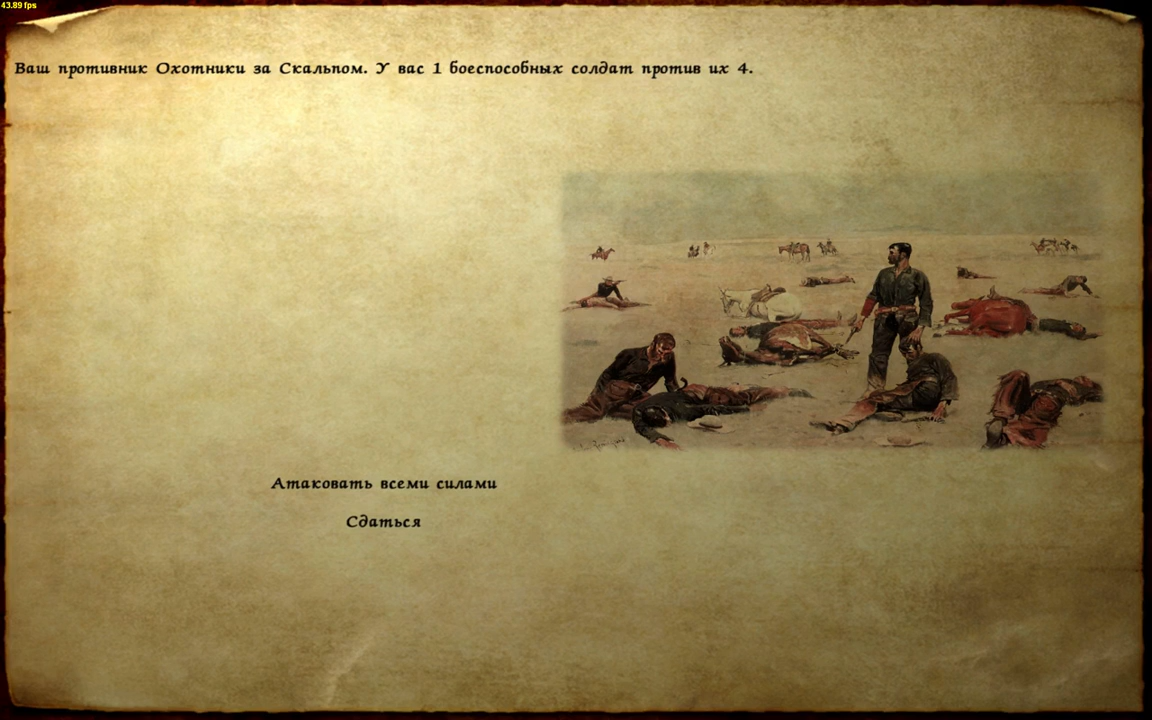 43.89 fps
Ваш противник Охотники за Скальпом. У вас 1 боеспособных солдат против их 4.
Атаковать всеми силами
Сдаться